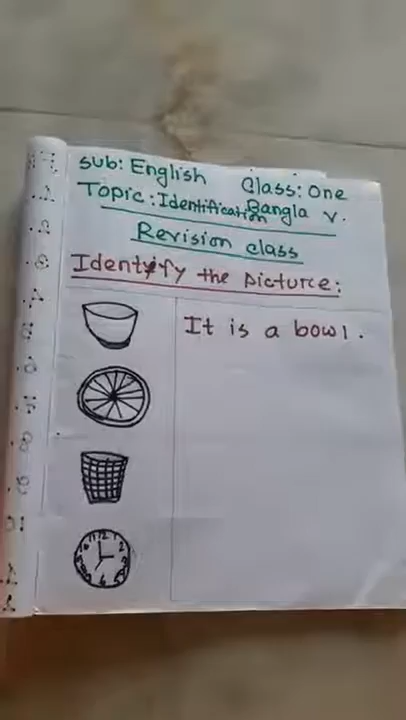 Sub: English Class: One
Topic: Identification Bangla v.
Revision class
Identyfy the picture:
It is a bowl.